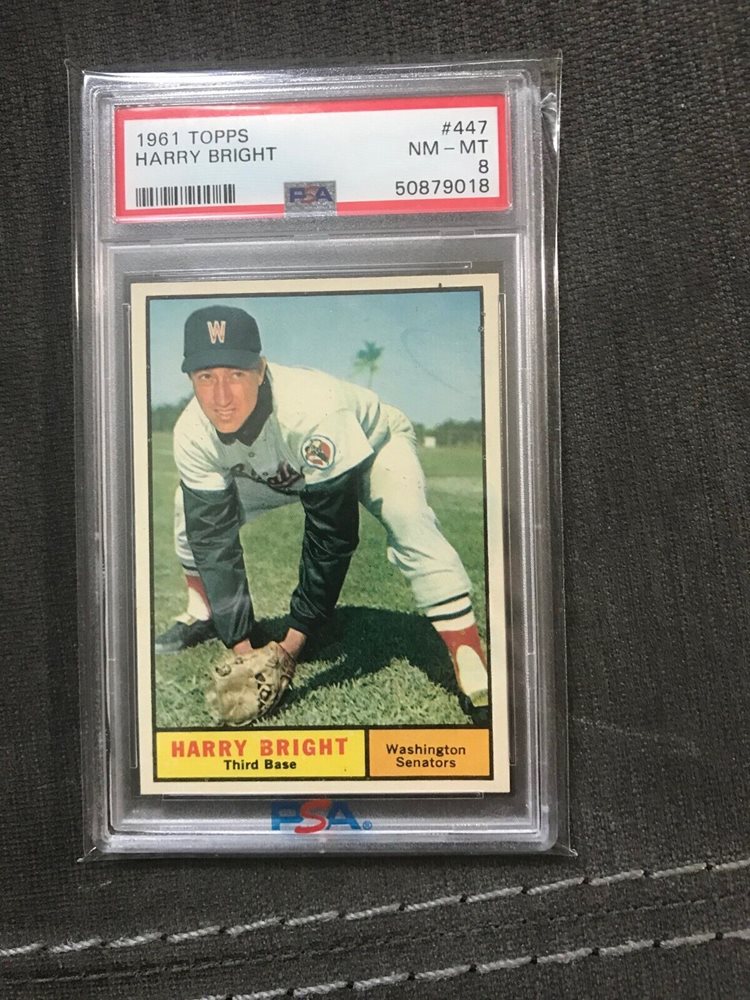 1961 TOPPS #447
HARRY BRIGHT NM-MT
8
PSA 50879018
W
HARRY BRIGHT
Third Base
Washington
Senators
PSA®